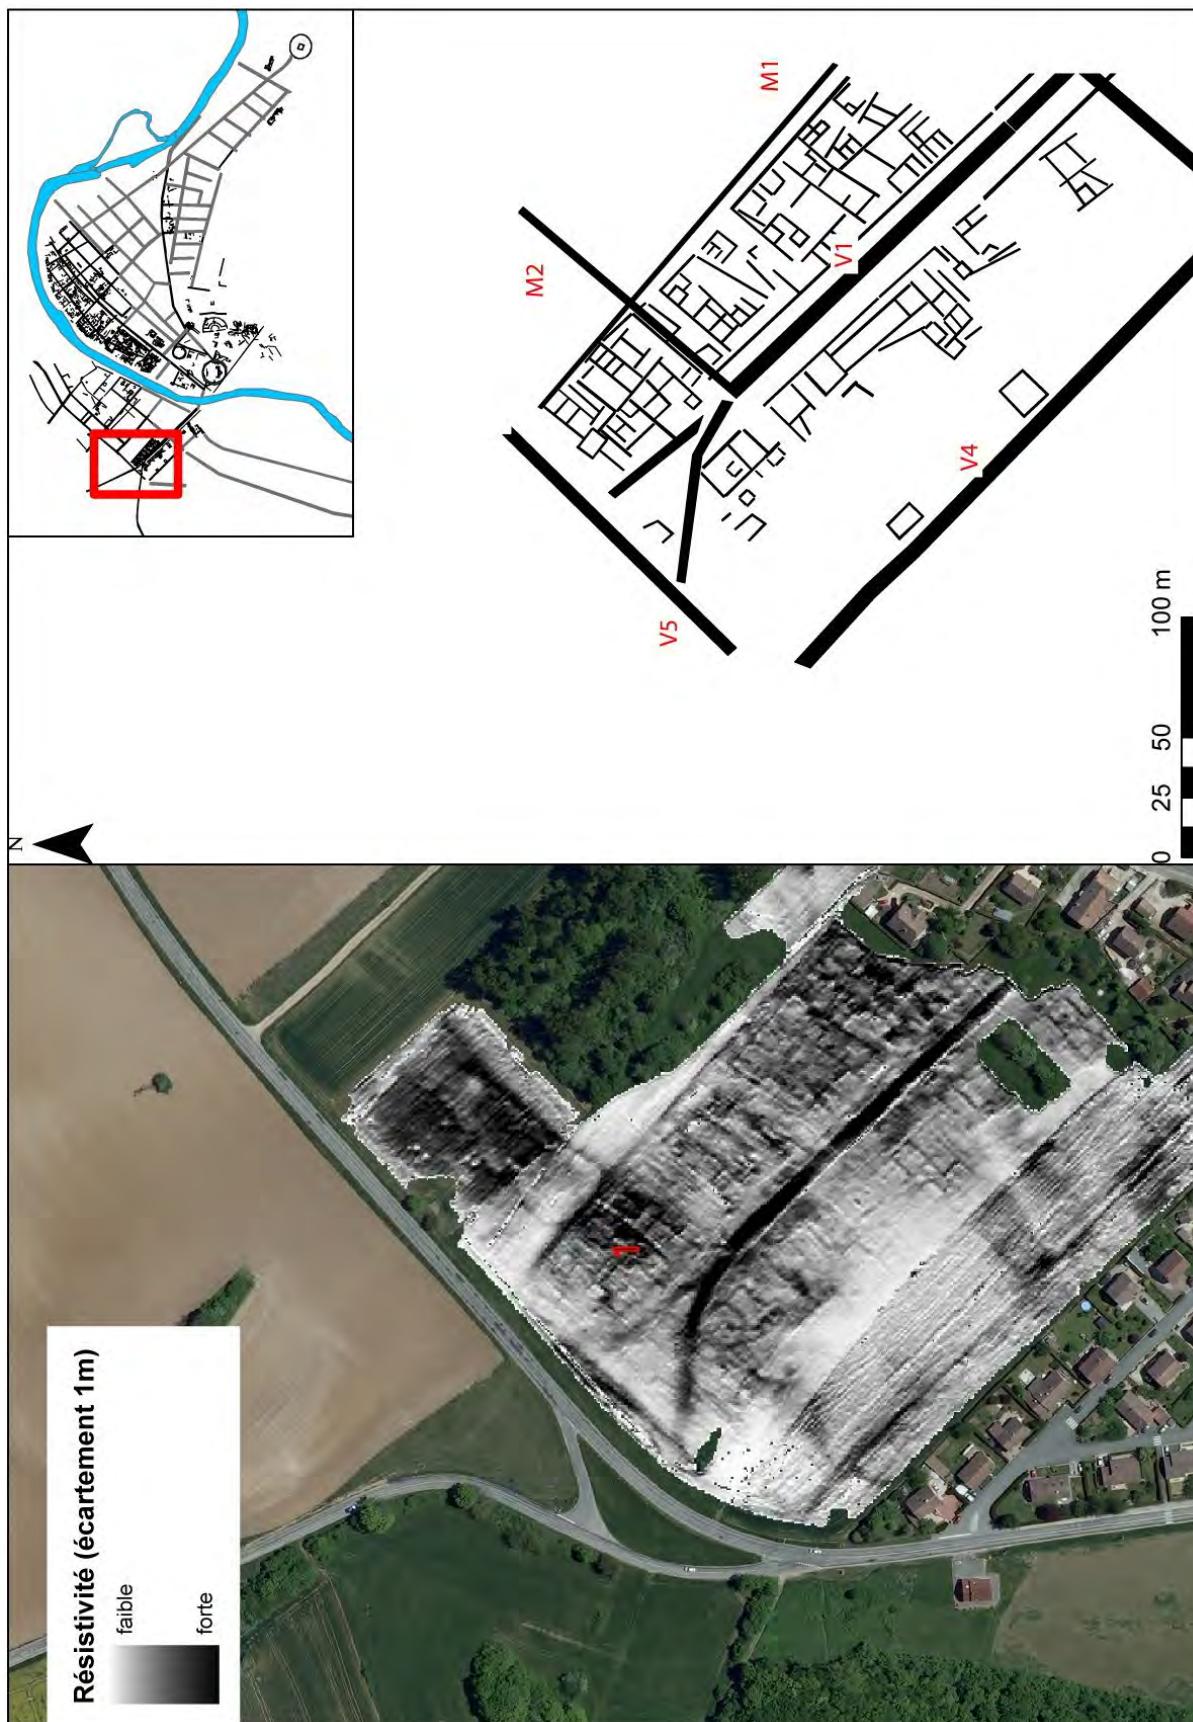 N
M1
M2
V1
V4
V5
0 25 50 100 m
1
Résistivité (écartement 1m)
faible
forte